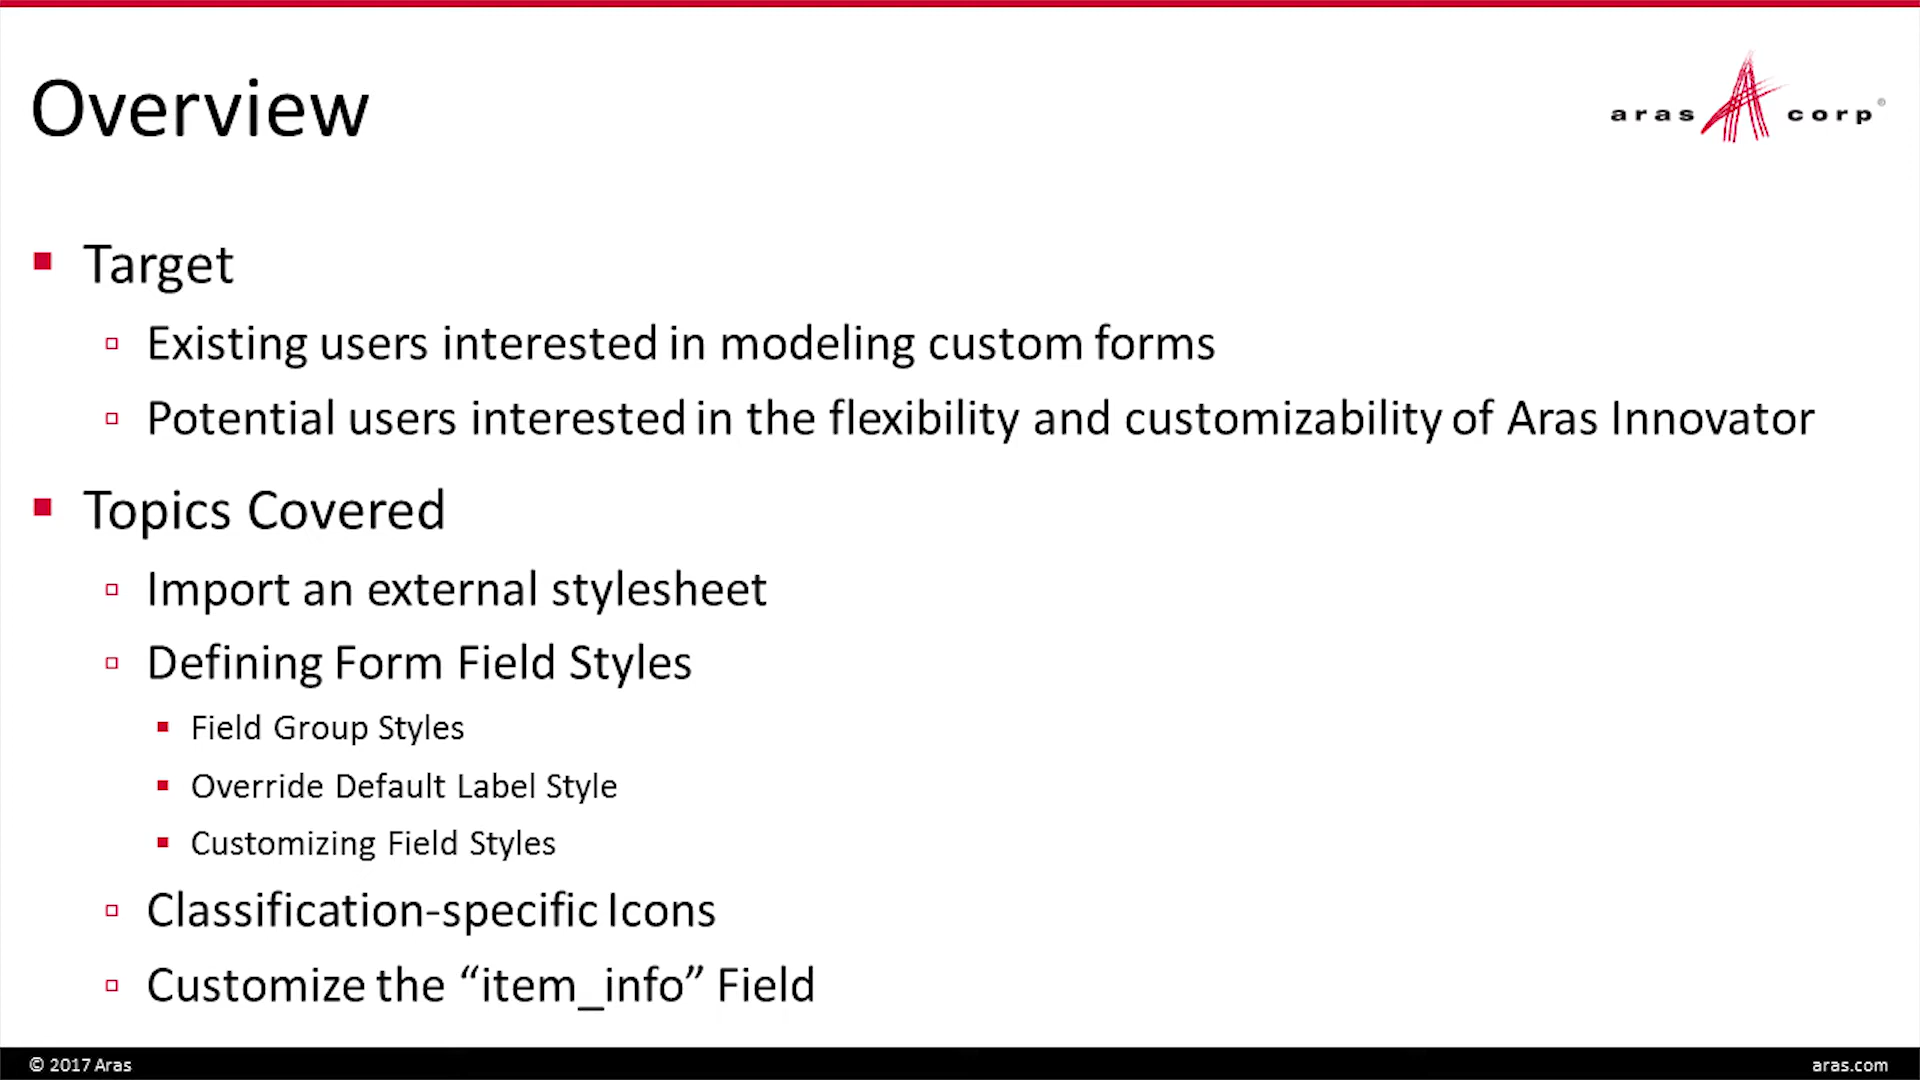 Overview
aras corp®
Target
Existing users interested in modeling custom forms
Potential users interested in the flexibility and customizability of Aras Innovator
Topics Covered
Import an external stylesheet
Defining Form Field Styles
Field Group Styles
Override Default Label Style
Customizing Field Styles
Classification-specific Icons
Customize the “item_info” Field
© 2017 Aras
aras.com